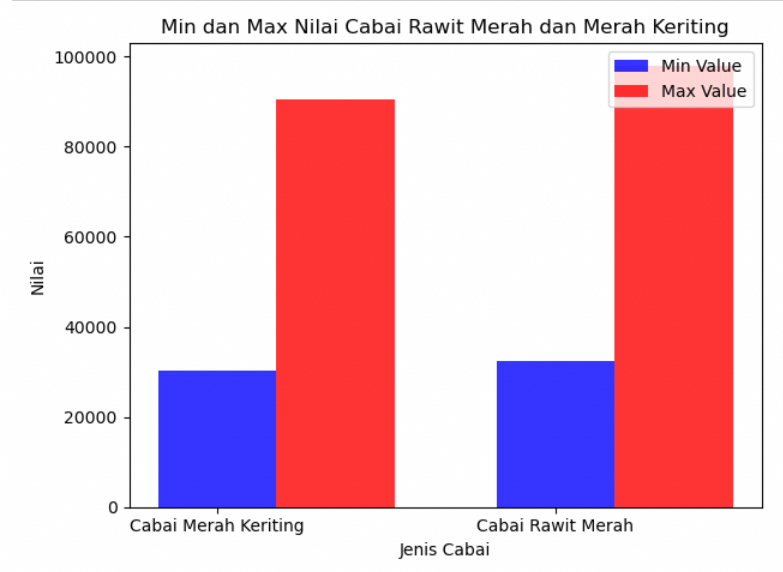 Min dan Max Nilai Cabai Rawit Merah dan Merah Keriting
Min Value
Max Value
100000
80000
60000
40000
20000
0
Nilai
Cabai Merah Keriting
Cabai Rawit Merah
Jenis Cabai